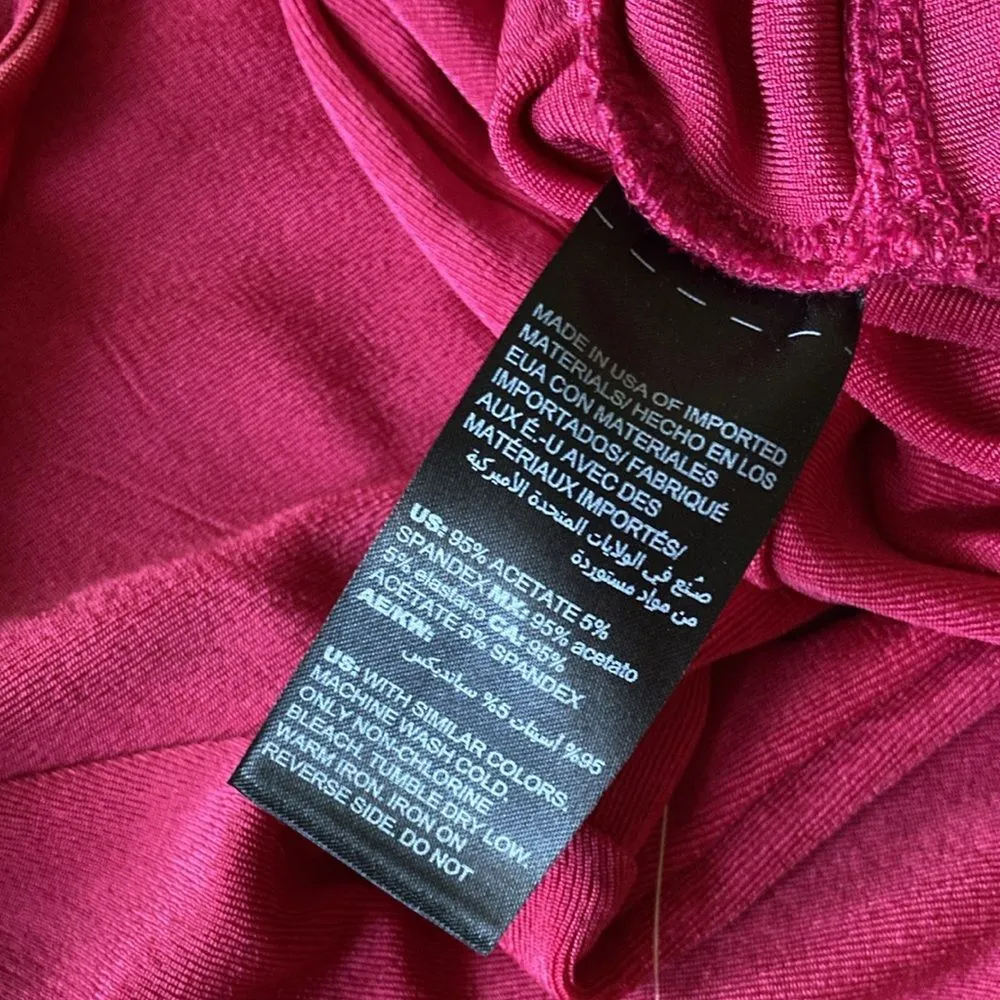 MADE IN USA OF IMPORTED
MATERIALS/ HECHO EN LOS
EUA CON MATERIALES
IMPORTADOS/ FABRIQUÉ
AUX É.-U AVEC DES
MATÉRIAUX IMPORTÉS/
صُنع في الولايات المتحدة الأميركية
من مواد مستوردة
US: 95% ACETATE 5%
SPANDEX MX: 95% acetato
5% elastano CA: 95%
ACETATE 5% SPANDEX
AE/KW:
95% أسيتات 5% سباندیكس
US: WITH SIMILAR COLORS,
MACHINE WASH COLD,
ONLY NON-CHLORINE
BLEACH, TUMBLE DRY LOW.
WARM IRON, IRON ON
REVERSE SIDE. DO NOT